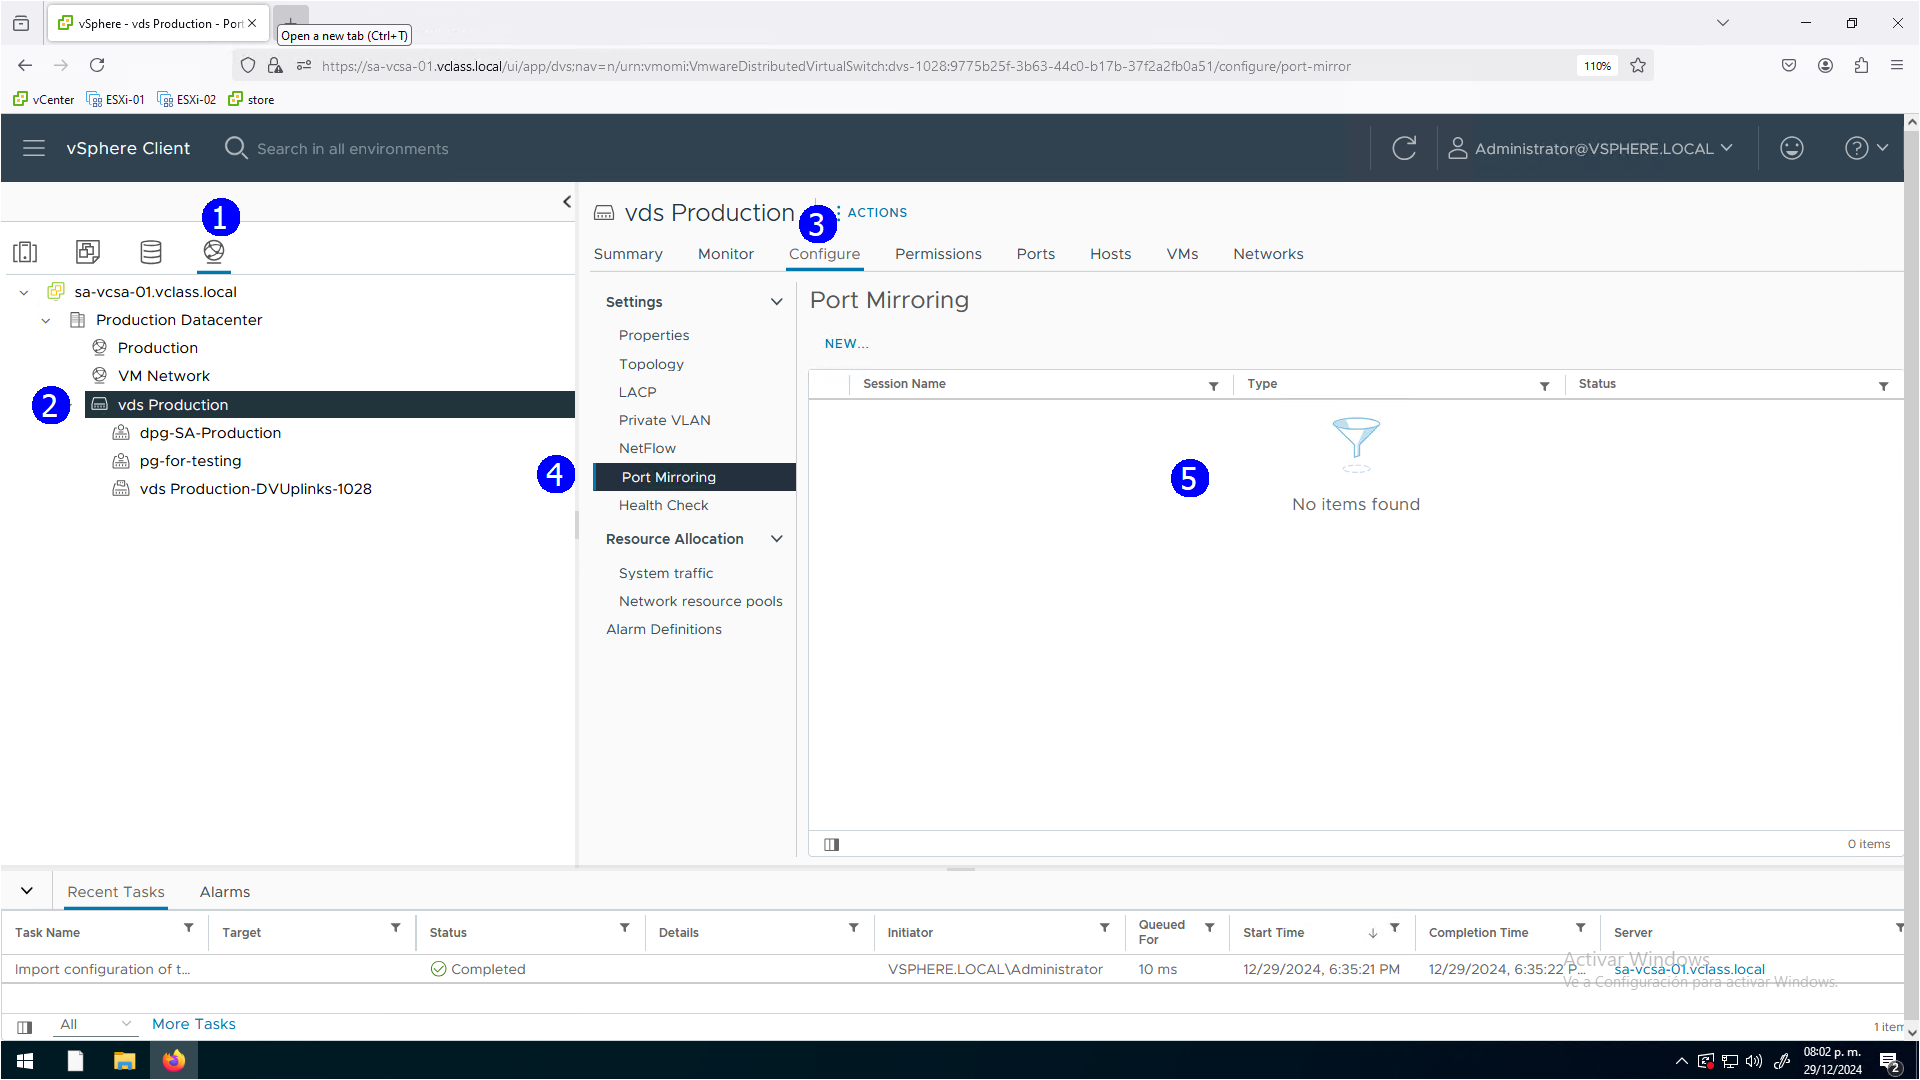 vSphere - vds Production - Port
Open a new tab (Ctrl+T)
https://sa-vcsa-01.vclass.local/ui/app/dvs;nav=n/urn:vmomi:VmwareDistributedVirtualSwitch:dvs-1028:9775b25f-3b63-44c0-b17b-37f2a2fb0a51/configure/port-mirror
110%
vCenter ESXi-01 ESXi-02 store
vSphere Client
Search in all environments
Administrator@VSPHERE.LOCAL
1
vds Production
3
ACTIONS
Summary Monitor Configure Permissions Ports Hosts VMs Networks
sa-vcsa-01.vclass.local
Production Datacenter
Production
VM Network
2
vds Production
dpg-SA-Production
pg-for-testing
vds Production-DVUplinks-1028
Settings
Properties
Topology
LACP
Private VLAN
NetFlow
4
Port Mirroring
Health Check
Resource Allocation
System traffic
Network resource pools
Alarm Definitions
Port Mirroring
NEW...
Session Name Type Status
5
No items found
0 items
Recent Tasks Alarms
Task Name Target Status Details Initiator Queued For Start Time Completion Time Server
Import configuration of t... Completed VSPHERE.LOCAL\Administrator 10 ms 12/29/2024, 6:35:21 PM 12/29/2024, 6:35:22 P... sa-vcsa-01.vclass.local
Activar Windows
Ve a Configuración para activar Windows.
All More Tasks
1 item
08:02 p. m.
29/12/2024
2